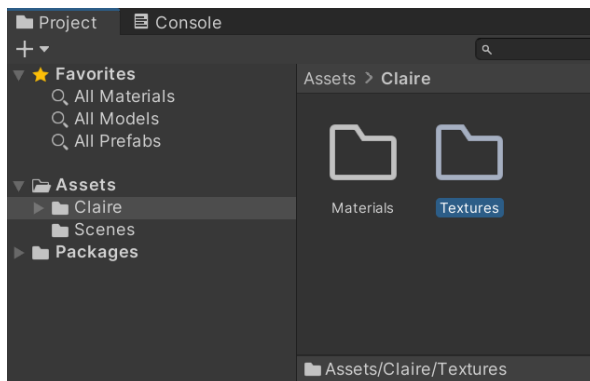 Project
Console
Favorites
All Materials
All Models
All Prefabs
Assets
Claire
Scenes
Packages
Assets > Claire
Materials
Textures
Assets/Claire/Textures